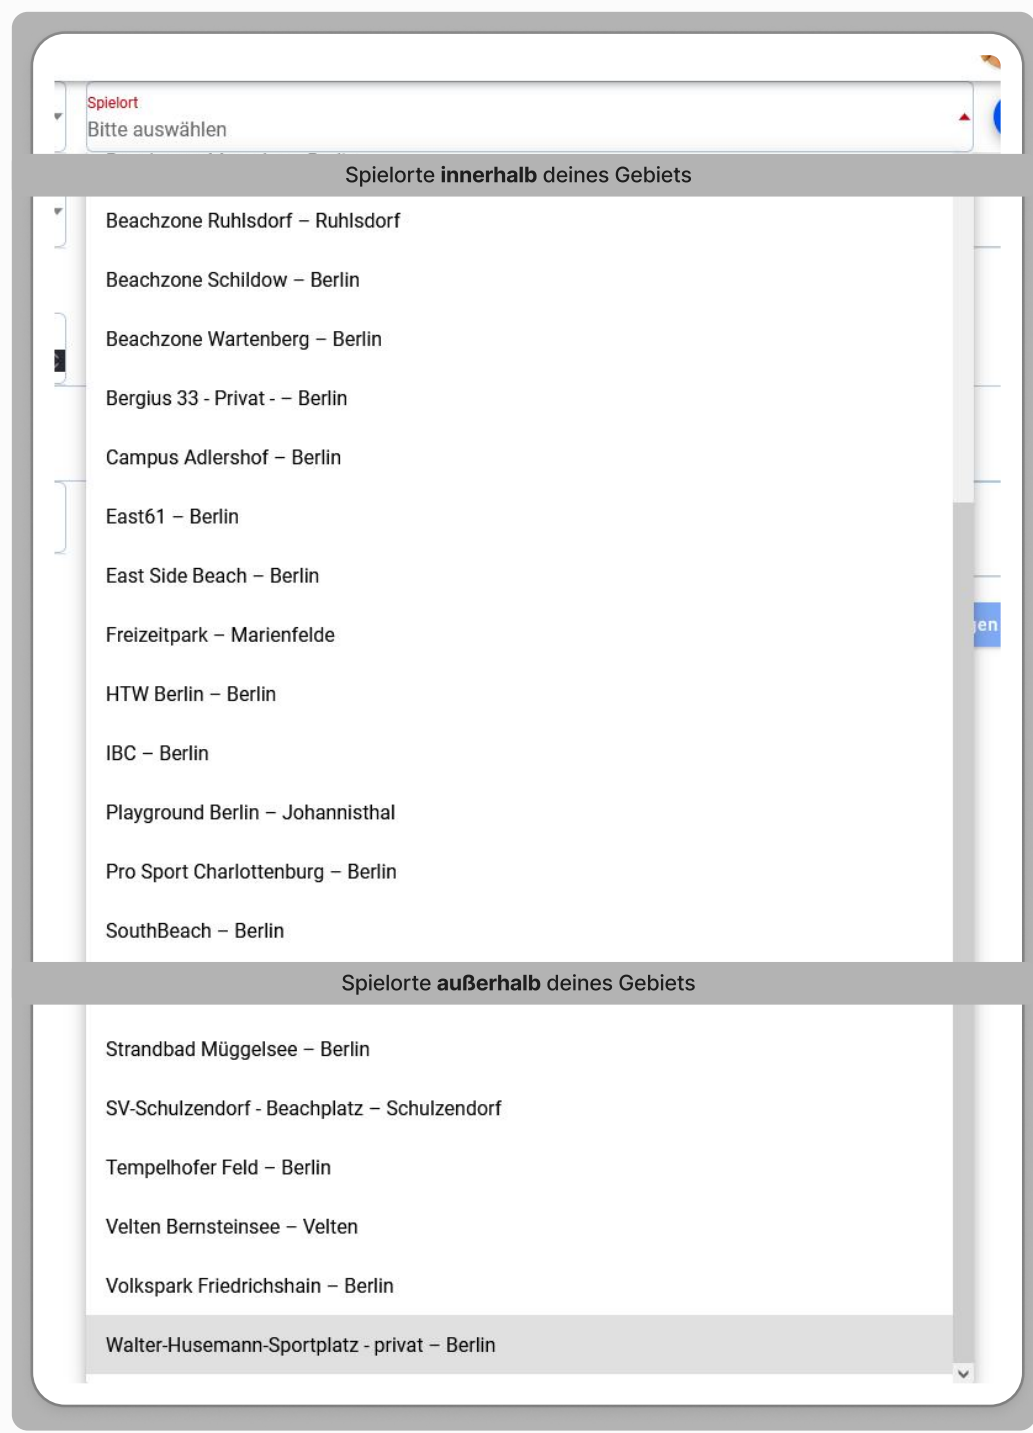 Spielort
Bitte auswählen
Spielorte innerhalb deines Gebiets
Beachzone Ruhlsdorf – Ruhlsdorf
Beachzone Schildow – Berlin
Beachzone Wartenberg – Berlin
Bergius 33 - Privat - – Berlin
Campus Adlershof – Berlin
East61 – Berlin
East Side Beach – Berlin
Freizeitpark – Marienfelde
gen
HTW Berlin – Berlin
IBC – Berlin
Playground Berlin – Johannisthal
Pro Sport Charlottenburg – Berlin
SouthBeach – Berlin
Spielorte außerhalb deines Gebiets
Strandbad Müggelsee – Berlin
SV-Schulzendorf - Beachplatz – Schulzendorf
Tempelhofer Feld – Berlin
Velten Bernsteinsee – Velten
Volkspark Friedrichshain – Berlin
Walter-Husemann-Sportplatz - privat – Berlin